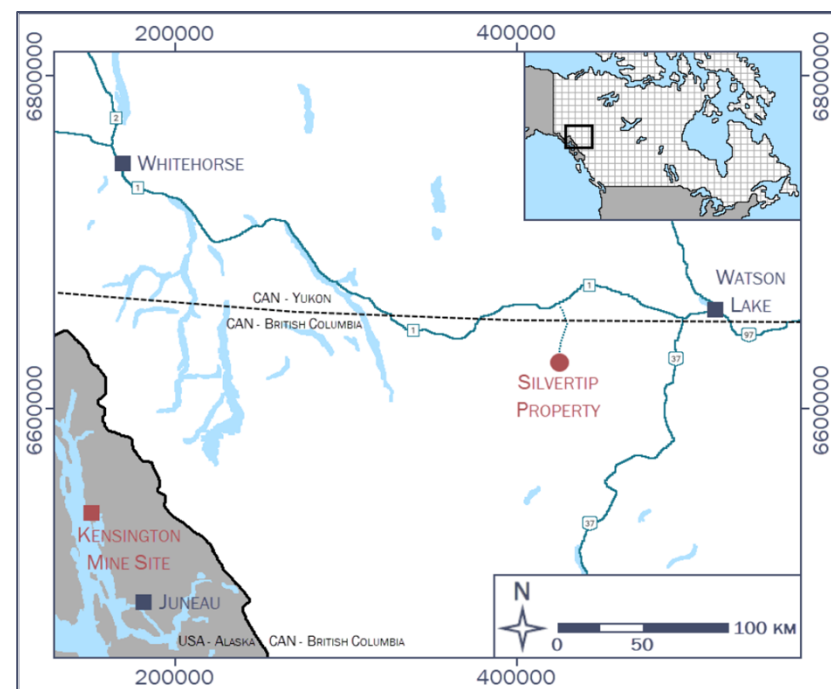 200000
400000
6800000
6800000
2
WHITEHORSE
1
WATSON
LAKE
1
CAN - YUKON
CAN - BRITISH COLUMBIA
1
97
37
SILVERTIP
PROPERTY
6600000
6600000
KENSINGTON
MINE SITE
37
JUNEAU
USA - ALASKA
CAN - BRITISH COLUMBIA
N
100 KM
0
50
200000
400000